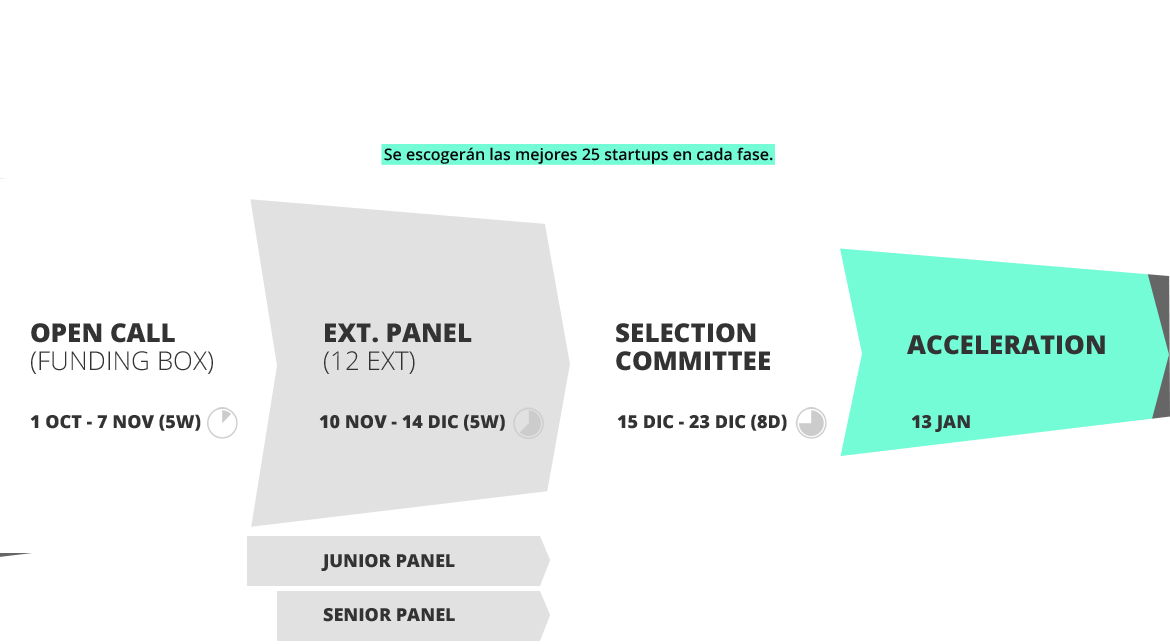 Se escogerán las mejores 25 startups en cada fase.
OPEN CALL
(FUNDING BOX)
1 OCT - 7 NOV (5W)
EXT. PANEL
(12 EXT)
10 NOV - 14 DIC (5W)
SELECTION
COMMITTEE
15 DIC - 23 DIC (8D)
ACCELERATION
13 JAN
JUNIOR PANEL
SENIOR PANEL